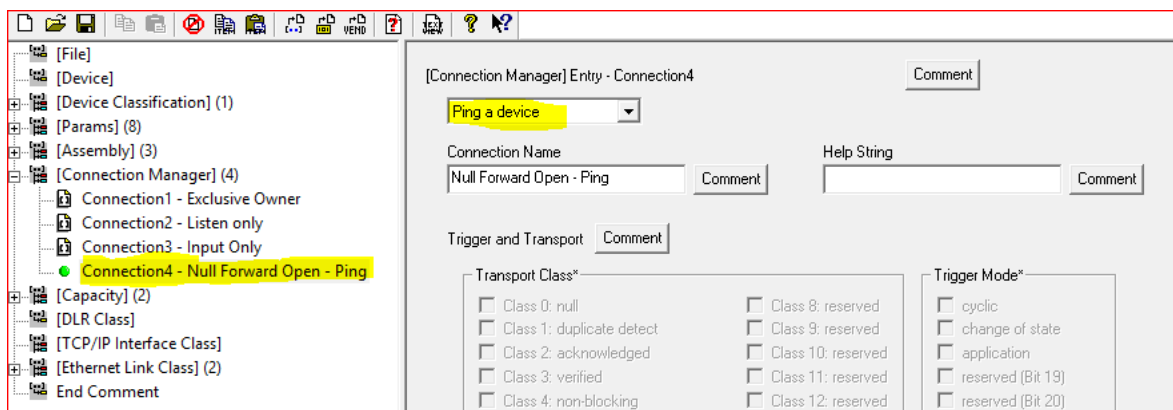 [File]
[Device]
[Device Classification] (1)
[Params] (8)
[Assembly] (3)
[Connection Manager] (4)
Connection1 - Exclusive Owner
Connection2 - Listen only
Connection3 - Input Only
Connection4 - Null Forward Open - Ping
[Capacity] (2)
[DLR Class]
[TCP/IP Interface Class]
[Ethernet Link Class] (2)
End Comment
[Connection Manager] Entry - Connection4 Comment
Ping a device
Connection Name Help String
Null Forward Open - Ping Comment Comment
Trigger and Transport Comment
Transport Class* Trigger Mode*
Class 0: null Class 8: reserved cyclic
Class 1: duplicate detect Class 9: reserved change of state
Class 2: acknowledged Class 10: reserved application
Class 3: verified Class 11: reserved reserved (Bit 19)
Class 4: non-blocking Class 12: reserved reserved (Bit 20)